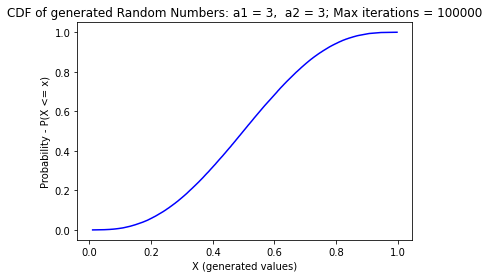 CDF of generated Random Numbers: a1 = 3,  a2 = 3; Max iterations = 100000
Probability - P(X <= x)
1.0
0.8
0.6
0.4
0.2
0.0
0.0 0.2 0.4 0.6 0.8 1.0
X (generated values)